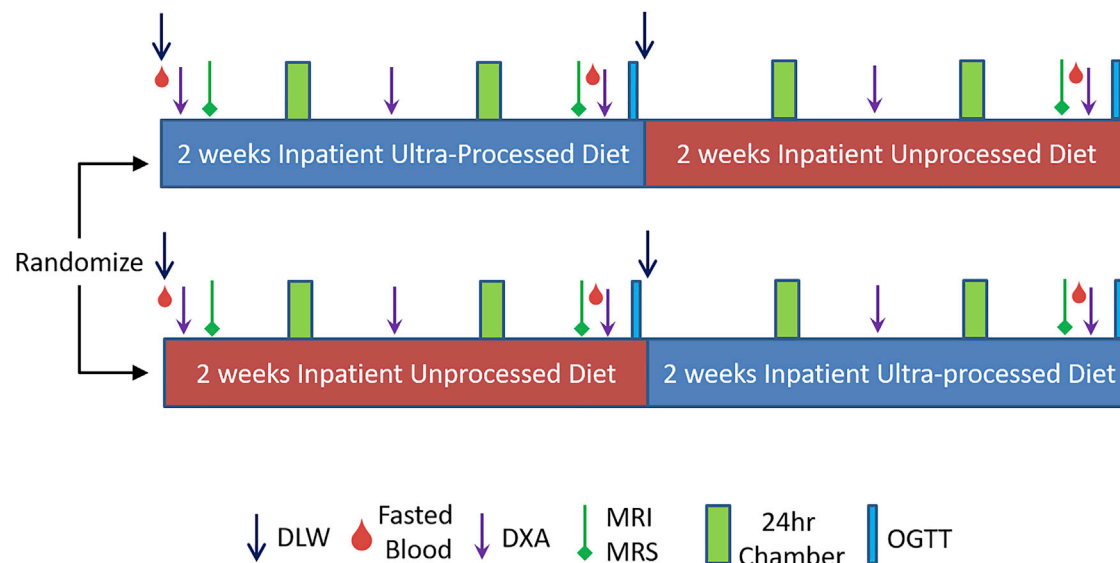 2 weeks Inpatient Ultra-Processed Diet
2 weeks Inpatient Unprocessed Diet
Randomize
2 weeks Inpatient Unprocessed Diet
2 weeks Inpatient Ultra-processed Diet
DLW
Fasted
Blood
DXA
MRI
MRS
24hr
Chamber
OGTT